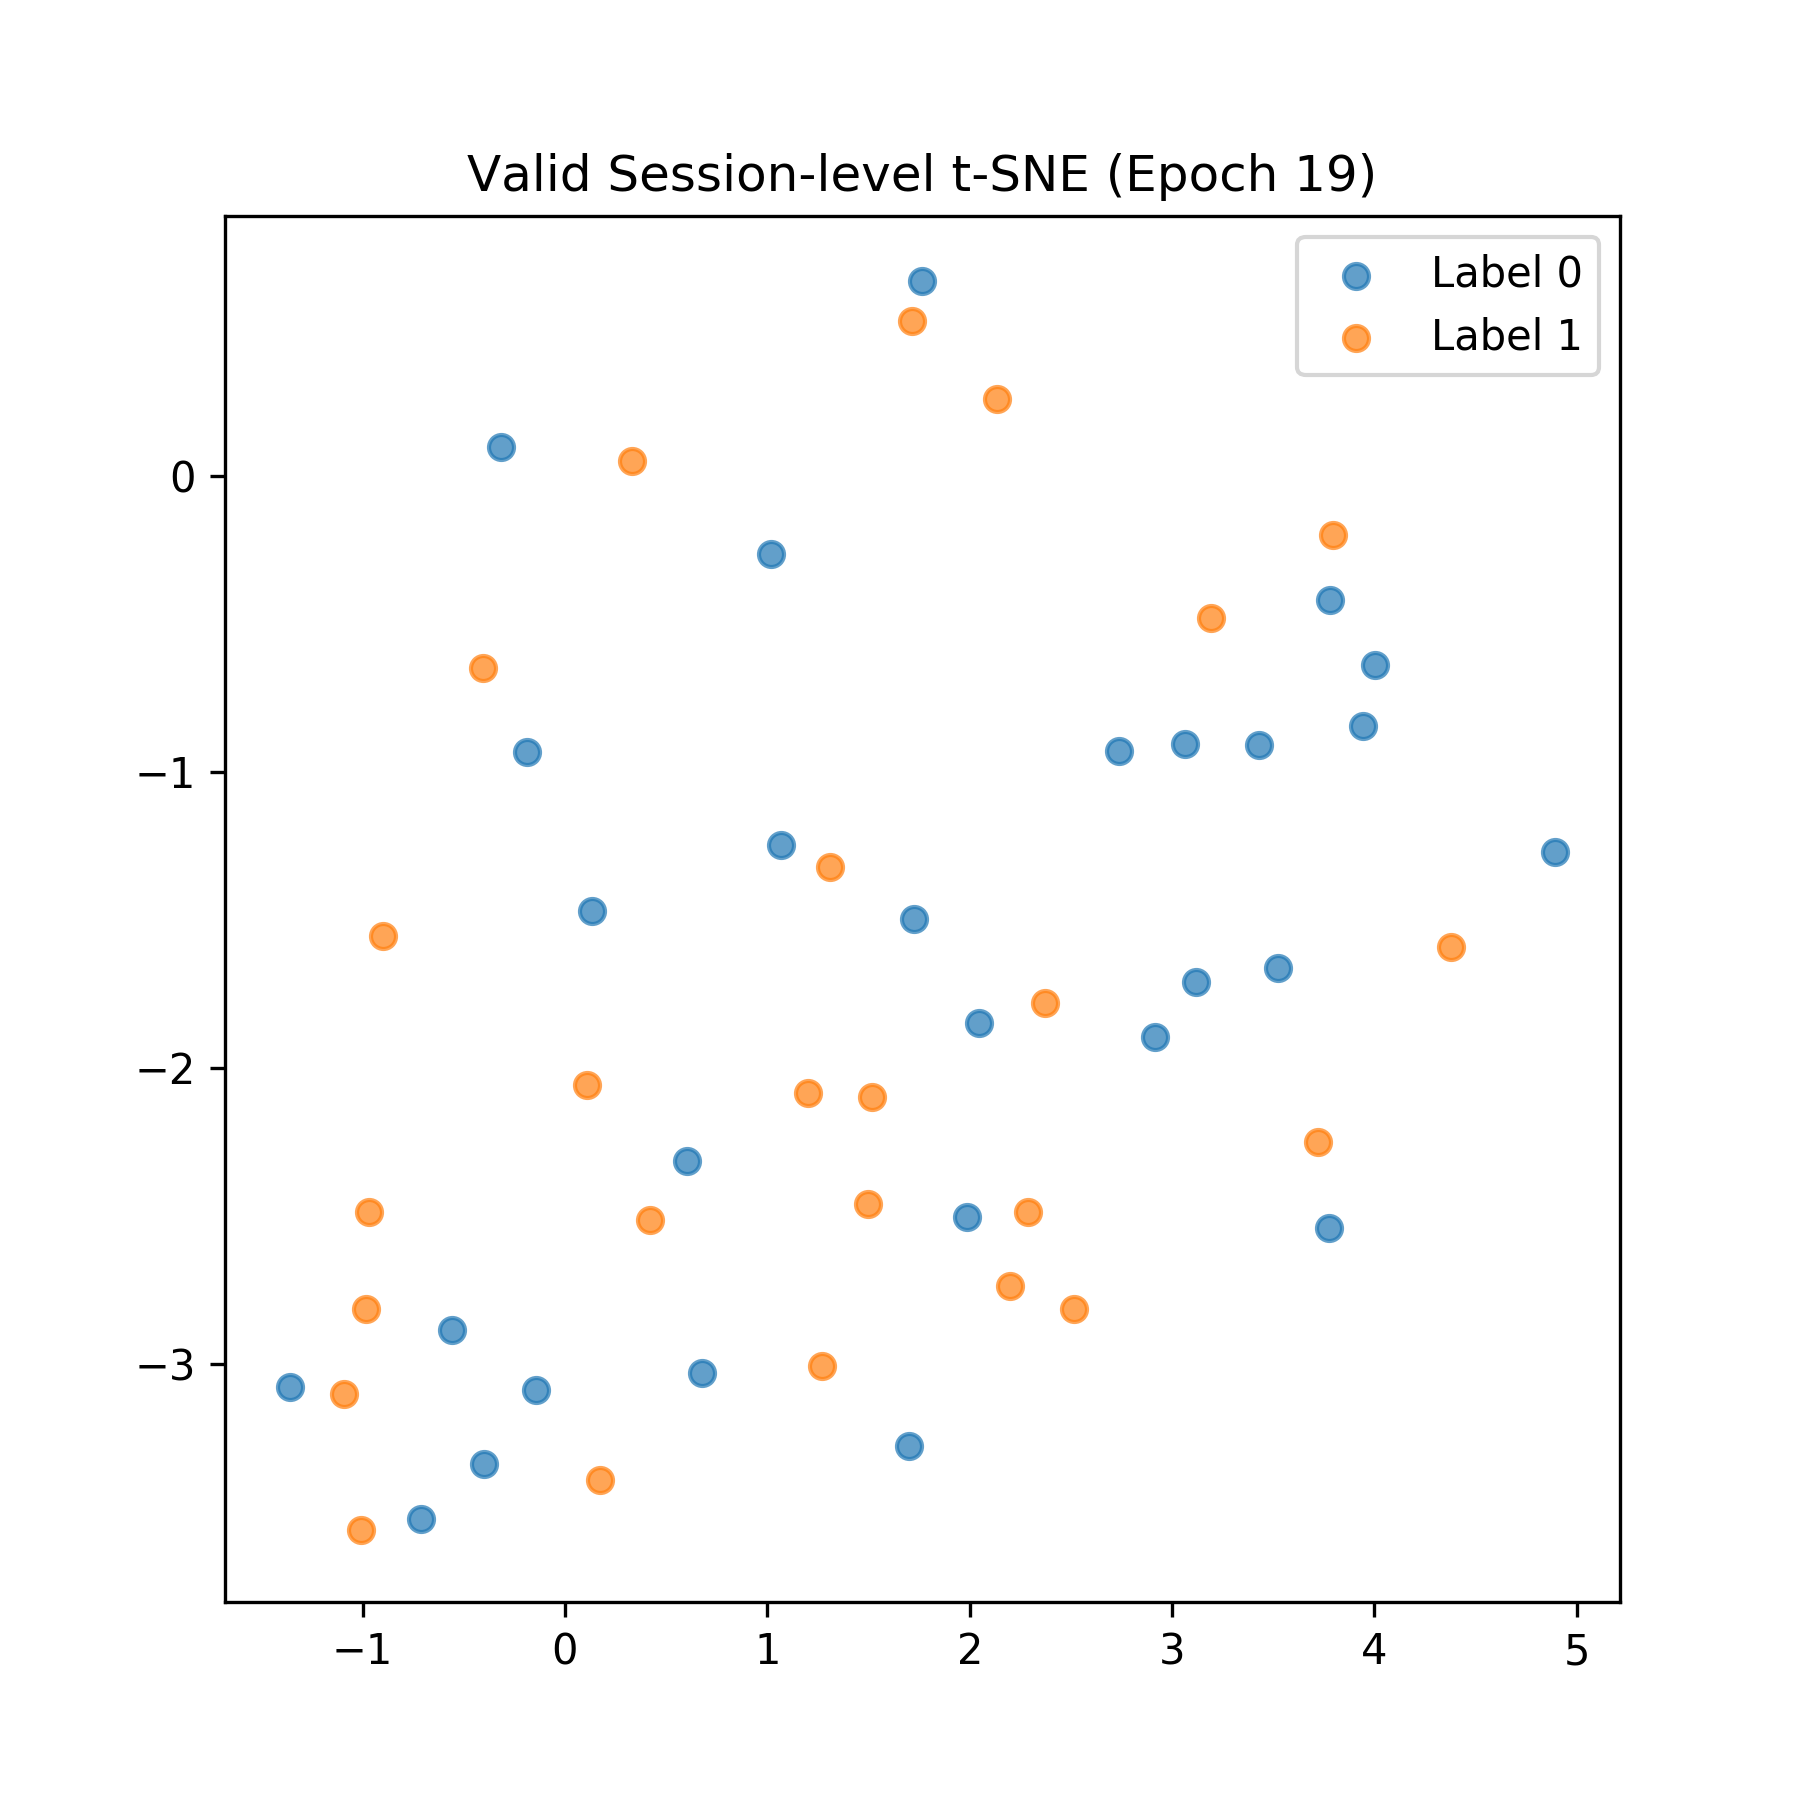 Valid Session-level t-SNE (Epoch 19)
Label 0
Label 1
0
−1
−2
−3
−1 0 1 2 3 4 5